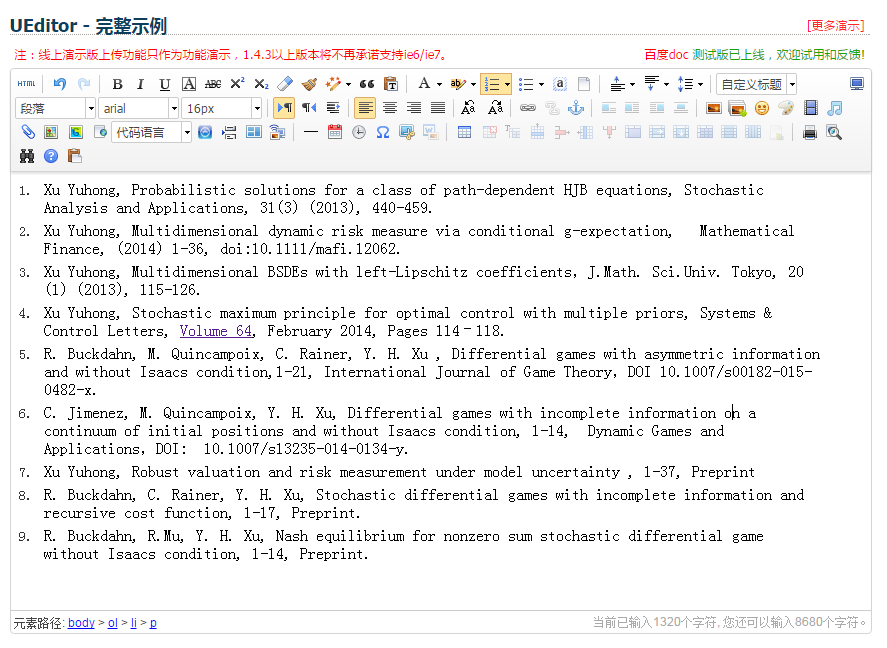 UEditor - 完整示例
[更多演示]
注：线上演示版上传功能只作为功能演示，1.4.3以上版本将不再承诺支持ie6/ie7。
百度doc 测试版已上线，欢迎试用和反馈!
HTML B I U A ABC X² X₂ A ab a 自定义标题
段落 arial 16px
代码语言
1. Xu Yuhong, Probabilistic solutions for a class of path-dependent HJB equations, Stochastic
Analysis and Applications, 31(3) (2013), 440-459.
2. Xu Yuhong, Multidimensional dynamic risk measure via conditional g-expectation, Mathematical
Finance, (2014) 1-36, doi:10.1111/mafi.12062.
3. Xu Yuhong, Multidimensional BSDEs with left-Lipschitz coefficients, J.Math. Sci.Univ. Tokyo, 20
(1) (2013), 115-126.
4. Xu Yuhong, Stochastic maximum principle for optimal control with multiple priors, Systems &
Control Letters, Volume 64, February 2014, Pages 114–118.
5. R. Buckdahn, M. Quincampoix, C. Rainer, Y. H. Xu , Differential games with asymmetric information
and without Isaacs condition,1-21, International Journal of Game Theory, DOI 10.1007/s00182-015-
0482-x.
6. C. Jimenez, M. Quincampoix, Y. H. Xu, Differential games with incomplete information on a
continuum of initial positions and without Isaacs condition, 1-14, Dynamic Games and
Applications, DOI: 10.1007/s13235-014-0134-y.
7. Xu Yuhong, Robust valuation and risk measurement under model uncertainty , 1-37, Preprint
8. R. Buckdahn, C. Rainer, Y. H. Xu, Stochastic differential games with incomplete information and
recursive cost function, 1-17, Preprint.
9. R. Buckdahn, R.Mu, Y. H. Xu, Nash equilibrium for nonzero sum stochastic differential game
without Isaacs condition, 1-14, Preprint.
元素路径: body > ol > li > p
当前已输入1320个字符, 您还可以输入8680个字符。